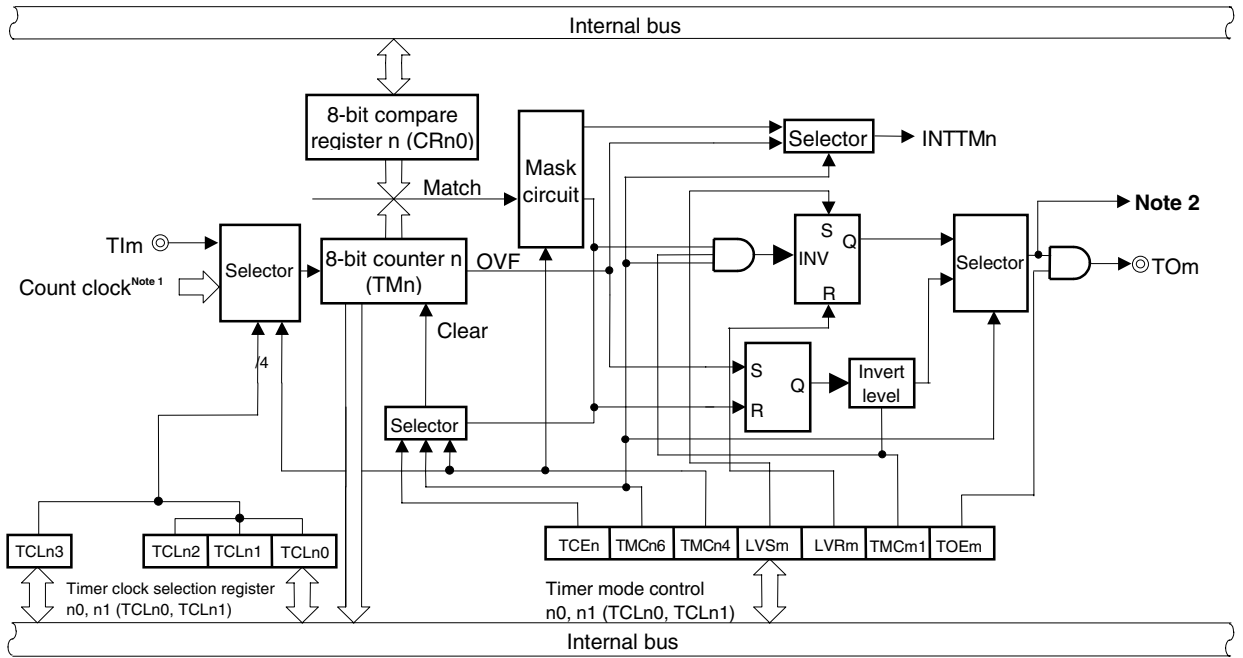 Internal bus
8-bit compare
register n (CRn0)
Mask
circuit
Selector
INTTMn
Match
Note 2
TIm
Selector
8-bit counter n
(TMn)
OVF
S
Q
INV
R
Selector
TOm
Count clock Note 1
Clear
/4
S
Q
R
Invert
level
Selector
TCLn3
TCLn2
TCLn1
TCLn0
TCEn
TMCn6
TMCn4
LVSm
LVRm
TMCm1
TOEm
Timer clock selection register
n0, n1 (TCLn0, TCLn1)
Timer mode control
n0, n1 (TCLn0, TCLn1)
Internal bus